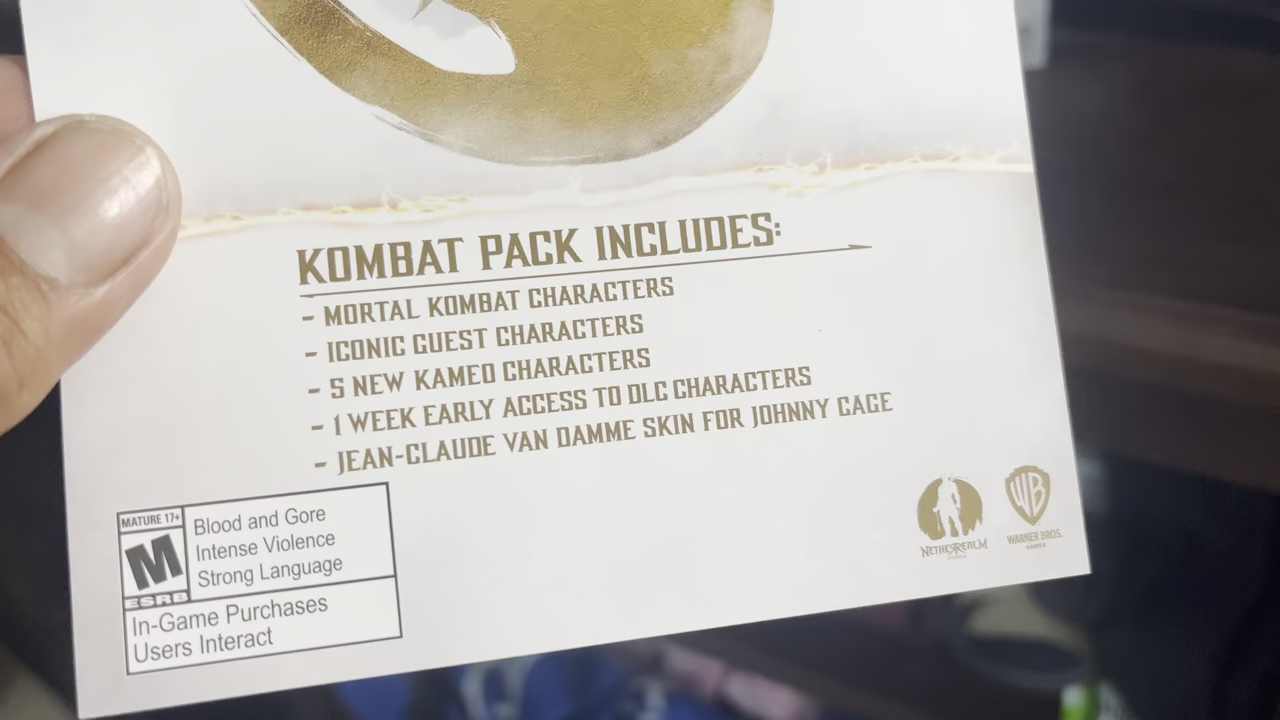 KOMBAT PACK INCLUDES:
- MORTAL KOMBAT CHARACTERS
- ICONIC GUEST CHARACTERS
- 5 NEW KAMEO CHARACTERS
- 1 WEEK EARLY ACCESS TO DLC CHARACTERS
- JEAN-CLAUDE VAN DAMME SKIN FOR JOHNNY CAGE
MATURE 17+
M
ESRB
Blood and Gore
Intense Violence
Strong Language
In-Game Purchases
Users Interact
NETHERREALM
WB
WARNER BROS.
GAMES